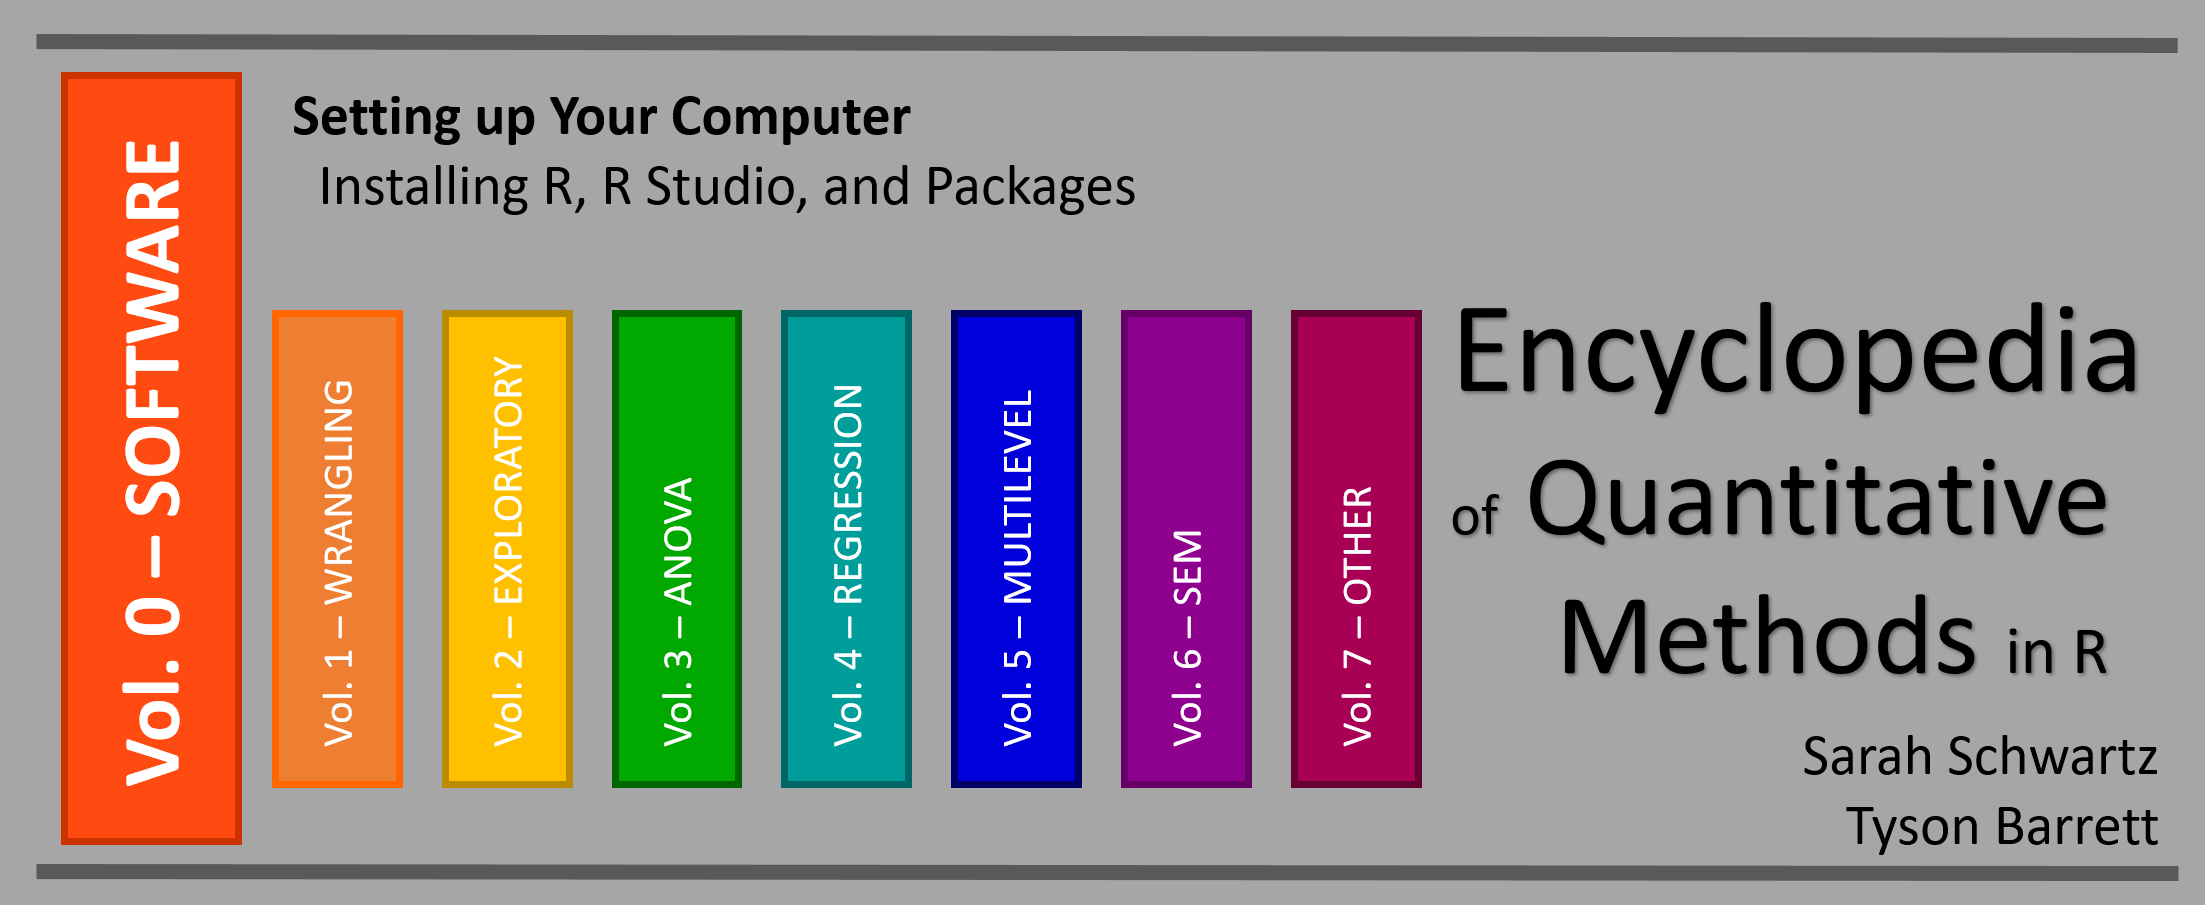 Vol. 0 – SOFTWARE
Setting up Your Computer
Installing R, R Studio, and Packages
Vol. 1 – WRANGLING
Vol. 2 – EXPLORATORY
Vol. 3 – ANOVA
Vol. 4 – REGRESSION
Vol. 5 – MULTILEVEL
Vol. 6 – SEM
Vol. 7 – OTHER
Encyclopedia
of Quantitative
Methods in R
Sarah Schwartz
Tyson Barrett